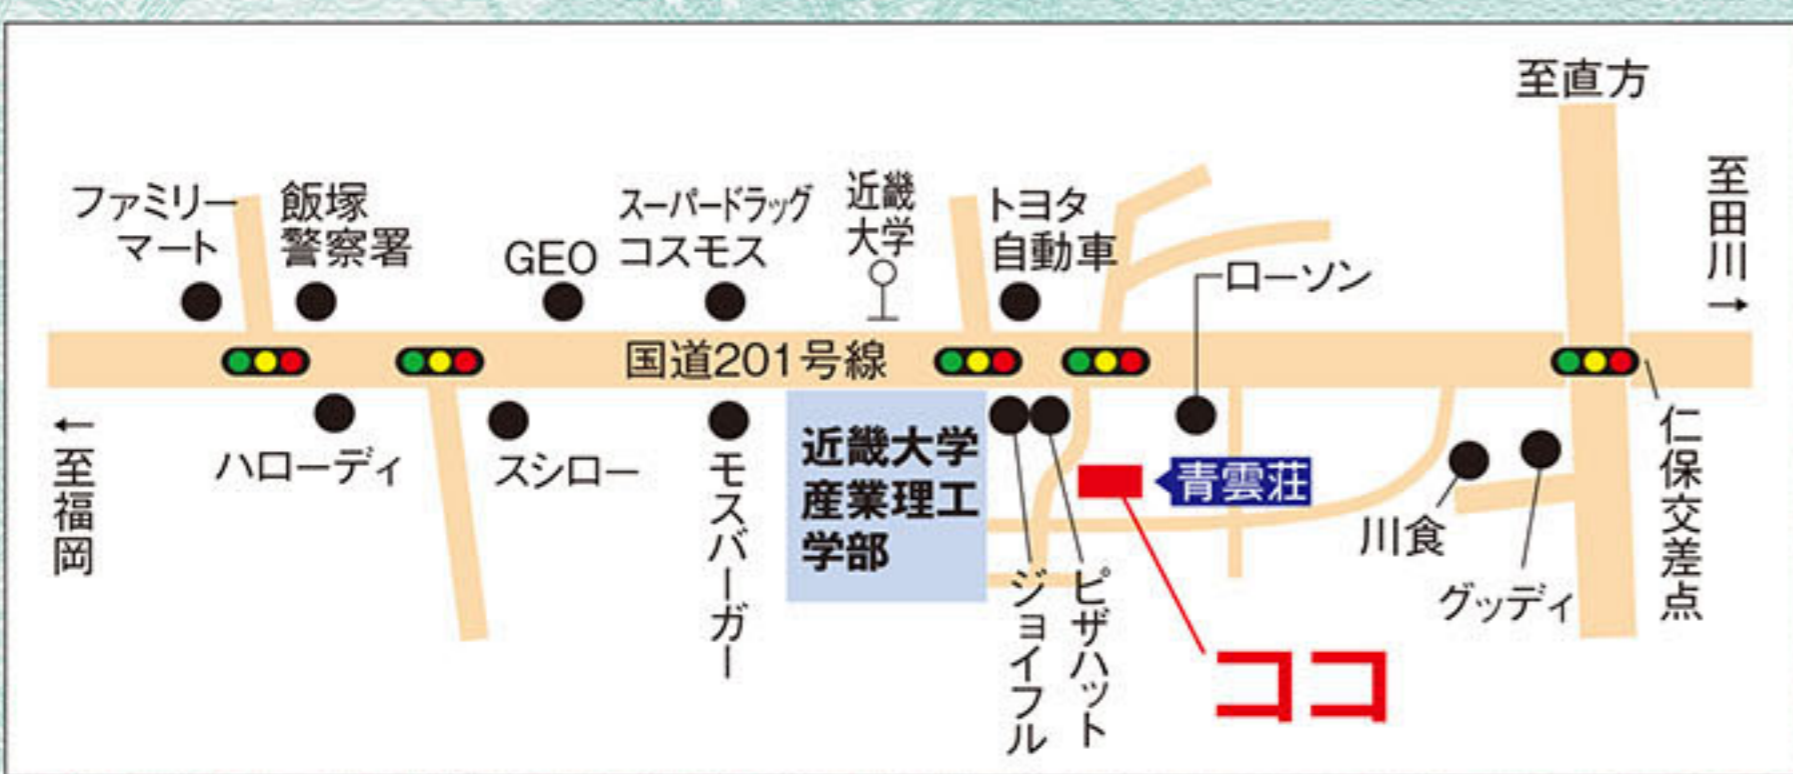 至直方
至田川→
ファミリー
マート
飯塚
警察署
GEO
スーパードラッグ
コスモス
近畿
大学
トヨタ
自動車
ローソン
国道201号線
←至福岡
ハローディ
スシロー
モスバーガー
近畿大学
産業理工
学部
ジョイフル
ピザハット
青雲荘
ココ
川食
グッディ
仁保交差点